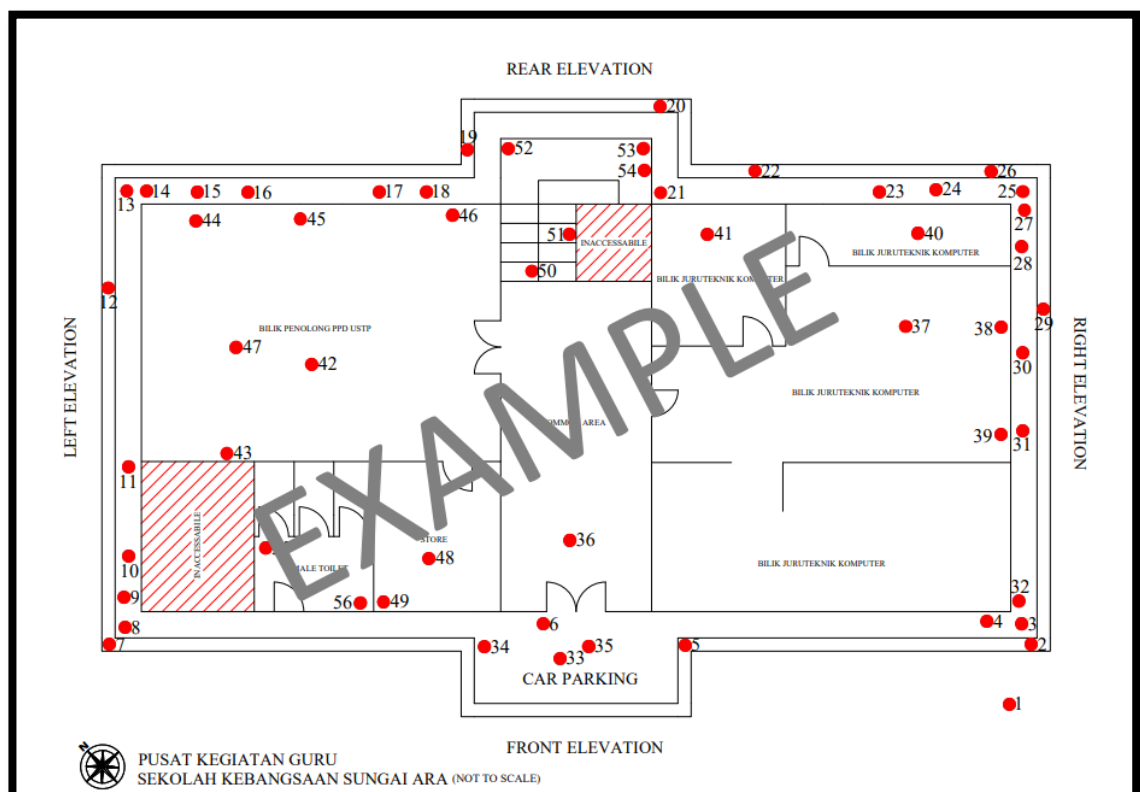 REAR ELEVATION
20
19
52
53
54
22
26
13
14
15
16
17
18
21
23
24
25
44
45
46
27
51
INACCESSABILE
41
40
28
50
BILIK JURUTEKNIK KOMPUTER
BILIK JURUTEKNIK KOMPUTER
12
29
LEFT ELEVATION
BILIK PENOLONG PPD USTP
37
38
RIGHT ELEVATION
47
42
30
BILIK JURUTEKNIK KOMPUTER
AREA
EXAMPLE
43
39
31
11
INACCESSABILE
STORE
36
10
MALE TOILET
48
BILIK JURUTEKNIK KOMPUTER
9
56
49
32
8
6
4
3
7
34
35
5
2
33
CAR PARKING
1
FRONT ELEVATION
N
PUSAT KEGIATAN GURU
SEKOLAH KEBANGSAAN SUNGAI ARA (NOT TO SCALE)